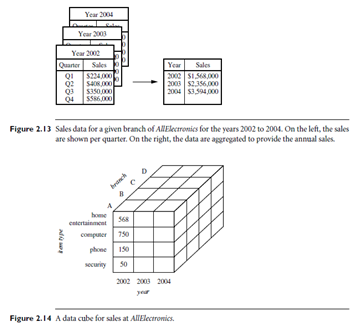 Year 2004
Year 2003
Year 2002
Quarter Sales
Q1 $224,000
Q2 $408,000
Q3 $350,000
Q4 $586,000
Year Sales
2002 $1,568,000
2003 $2,356,000
2004 $3,594,000
Figure 2.13 Sales data for a given branch of AllElectronics for the years 2002 to 2004. On the left, the sales
are shown per quarter. On the right, the data are aggregated to provide the annual sales.
branch
D
C
B
A
item type
home
entertainment 568
computer 750
phone 150
security 50
2002 2003 2004
year
Figure 2.14 A data cube for sales at AllElectronics.